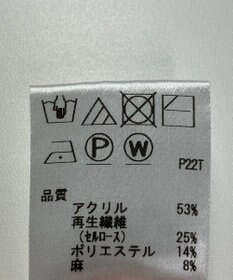 P W
P22T
品質
アクリル 53%
再生繊維
(セルロース) 25%
ポリエステル 14%
麻 8%